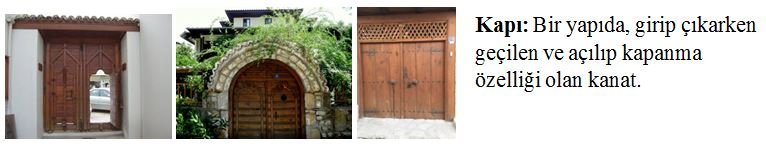 Kapı: Bir yapıda, girip çıkarken
geçilen ve açılıp kapanma
özelliği olan kanat.